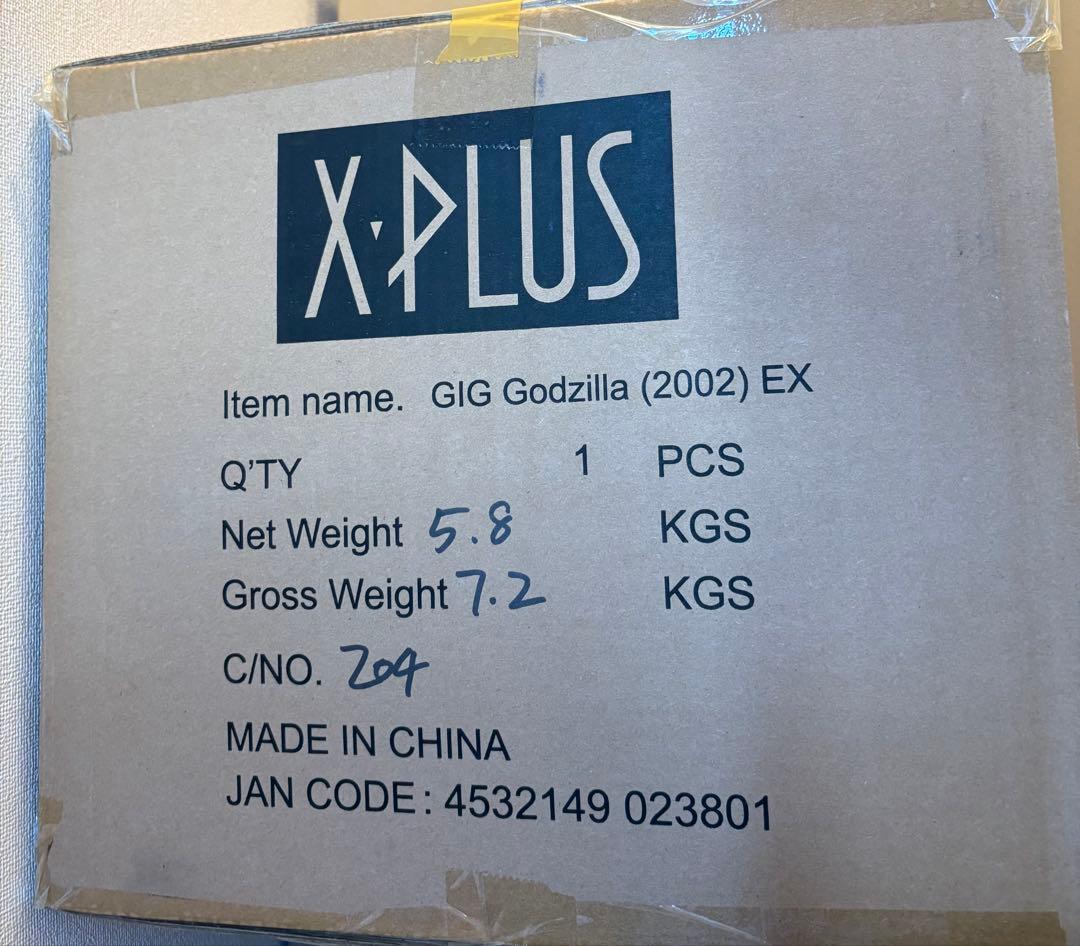 X·PLUS
Item name. GIG Godzilla (2002) EX
Q'TY 1 PCS
Net Weight 5.8 KGS
Gross Weight 7.2 KGS
C/NO. 204
MADE IN CHINA
JAN CODE: 4532149 023801